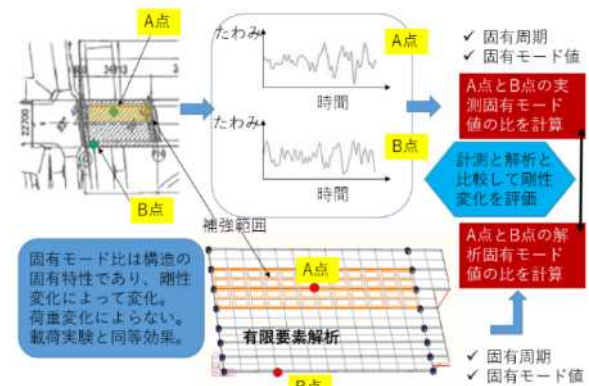 A点
B点
22700
34913
たわみ
A点
時間
たわみ
B点
時間
✓ 固有周期
✓ 固有モード値
A点とB点の実
測固有モード
値の比を計算
計測と解析と
比較して剛性
変化を評価
A点とB点の解
析固有モード
値の比を計算
✓ 固有周期
✓ 固有モード値
補強範囲
固有モード比は構造の
固有特性であり、剛性
変化によって変化。
荷重変化によらない。
載荷実験と同等効果。
A点
有限要素解析
B点